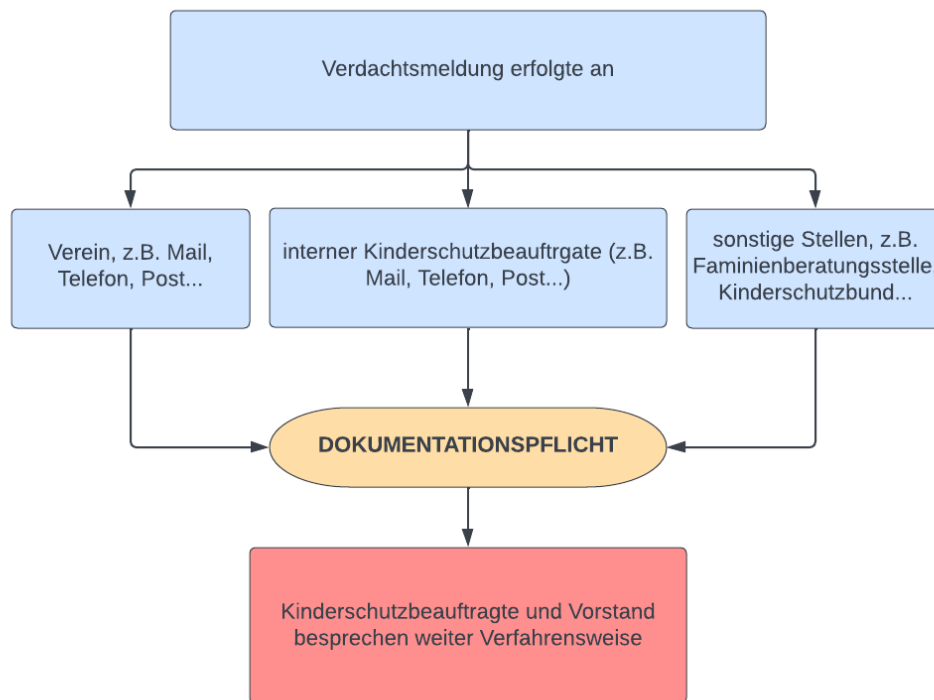 Verdachtsmeldung erfolgte an
Verein, z.B. Mail,
Telefon, Post...
interner Kinderschutzbeauftrgate (z.B.
Mail, Telefon, Post...)
sonstige Stellen, z.B.
Faminienberatungsstelle
Kinderschutzbund...
DOKUMENTATIONSPFLICHT
Kinderschutzbeauftragte und Vorstand
besprechen weiter Verfahrensweise